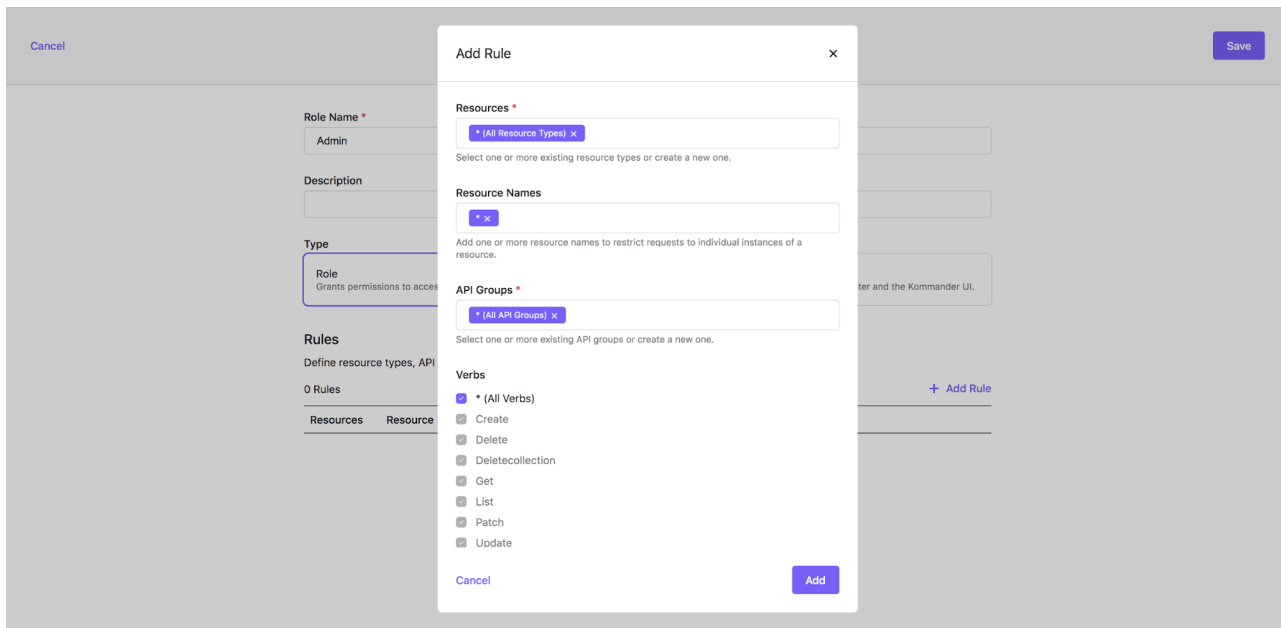 Cancel
Save
Role Name *
Admin
Description
Type
Role
Grants permissions to acces
ter and the Kommander UI.
Rules
Define resource types, API
0 Rules
+ Add Rule
Resources Resource
Add Rule
×
Resources *
* (All Resource Types) ×
Select one or more existing resource types or create a new one.
Resource Names
* ×
Add one or more resource names to restrict requests to individual instances of a
resource.
API Groups *
* (All API Groups) ×
Select one or more existing API groups or create a new one.
Verbs
* (All Verbs)
Create
Delete
Deletecollection
Get
List
Patch
Update
Cancel
Add